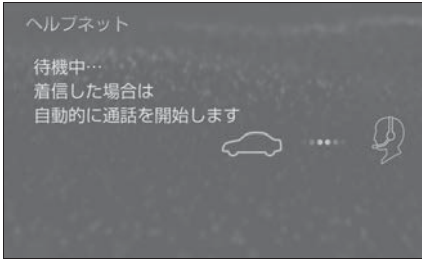 ヘルプネット
待機中…
着信した場合は
自動的に通話を開始します